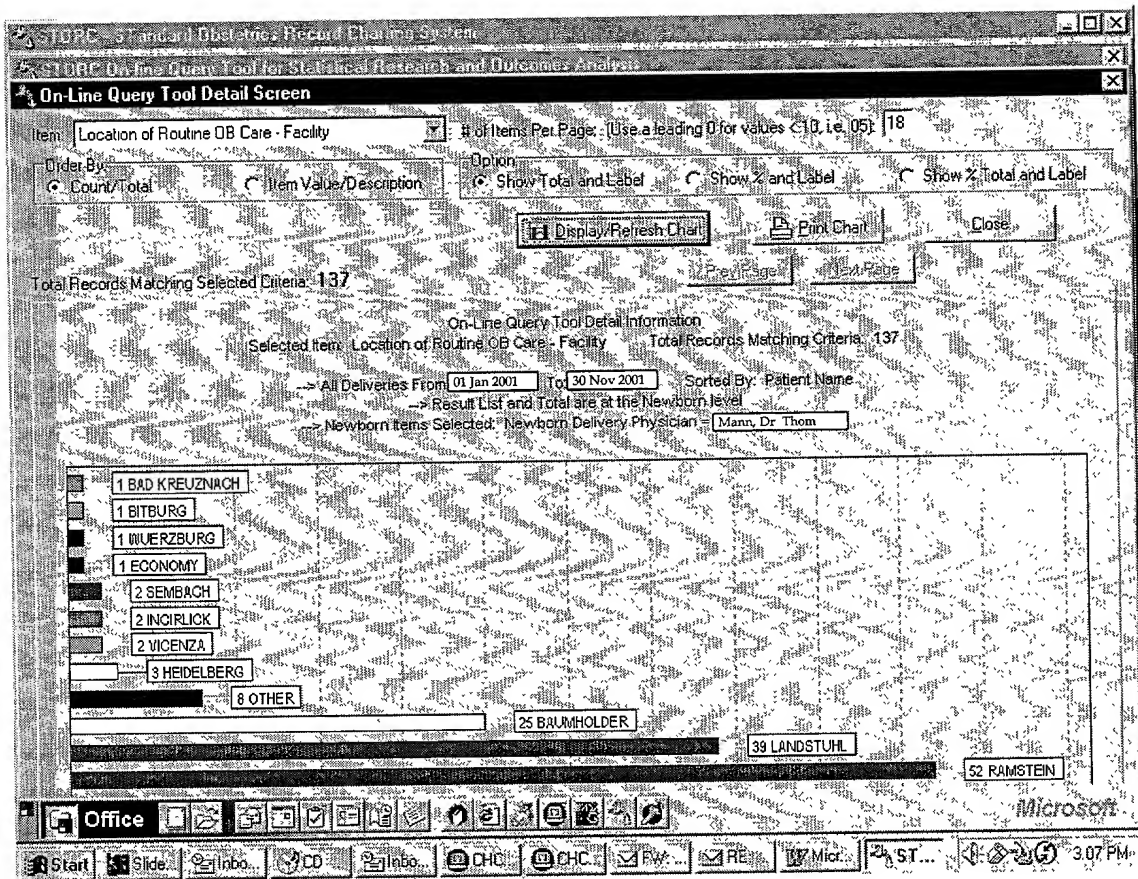 STORC - STandard Obstetrics Record Charting System
STORC On-line Query Tool for Statistical Research and Outcomes Analysis
On-Line Query Tool Detail Screen
Item: Location of Routine OB Care - Facility # of Items Per Page: (Use a leading 0 for values <10, i.e. 05): 18
Order By: Option
Count/Total Item Value/Description Show Total and Label Show % and Label Show % Total and Label
Display/Refresh Chart Print Chart Close
Prev Page Next Page
Total Records Matching Selected Criteria: 137
On-Line Query Tool Detail Information
Selected Item: Location of Routine OB Care - Facility Total Records Matching Criteria: 137
--> All Deliveries From 01 Jan 2001 To: 30 Nov 2001 Sorted By: Patient Name
--> Result List and Total are at the Newborn level
--> Newborn Items Selected: Newborn Delivery Physician = Mann, Dr Thom
1 BAD KREUZNACH
1 BITBURG
1 WUERZBURG
1 ECONOMY
2 SEMBACH
2 INCIRLICK
2 VICENZA
3 HEIDELBERG
8 OTHER
25 BAUMHOLDER
39 LANDSTUHL
52 RAMSTEIN
Office Microsoft
Start Slide... Inbo... CD Inbo... CHC CHC FW: ... RE Micr... ST... 3:07 PM